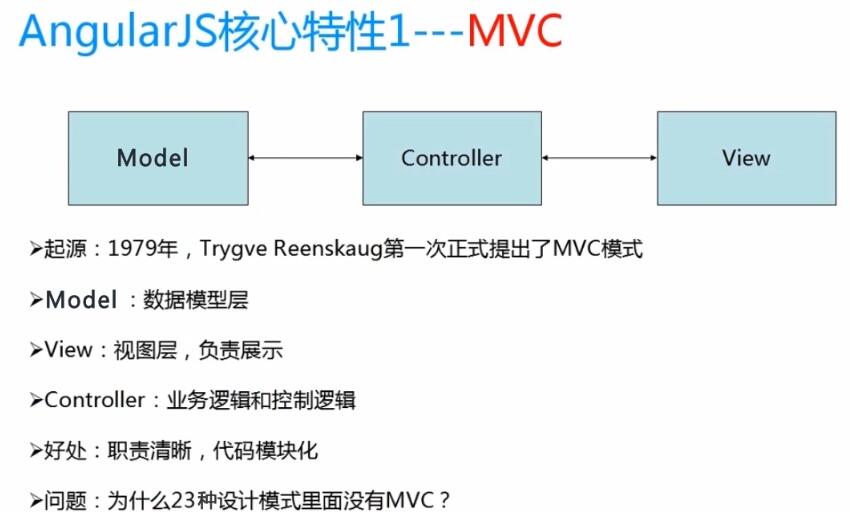 AngularJS核心特性1---MVC
Model
Controller
View
➢起源：1979年，Trygve Reenskaug第一次正式提出了MVC模式
➢Model：数据模型层
➢View：视图层，负责展示
➢Controller：业务逻辑和控制逻辑
➢好处：职责清晰，代码模块化
➢问题：为什么23种设计模式里面没有MVC？